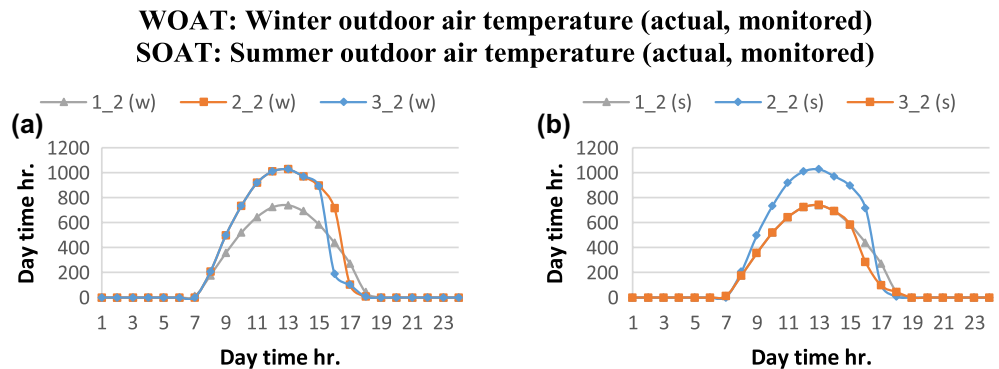 WOAT: Winter outdoor air temperature (actual, monitored)
SOAT: Summer outdoor air temperature (actual, monitored)
1_2 (w) 2_2 (w) 3_2 (w)
(a)
Day time hr.
1200
1000
800
600
400
200
0
1 3 5 7 9 11 13 15 17 19 21 23
Day time hr.
1_2 (s) 2_2 (s) 3_2 (s)
(b)
Day time hr.
1200
1000
800
600
400
200
0
1 3 5 7 9 11 13 15 17 19 21 23
Day time hr.